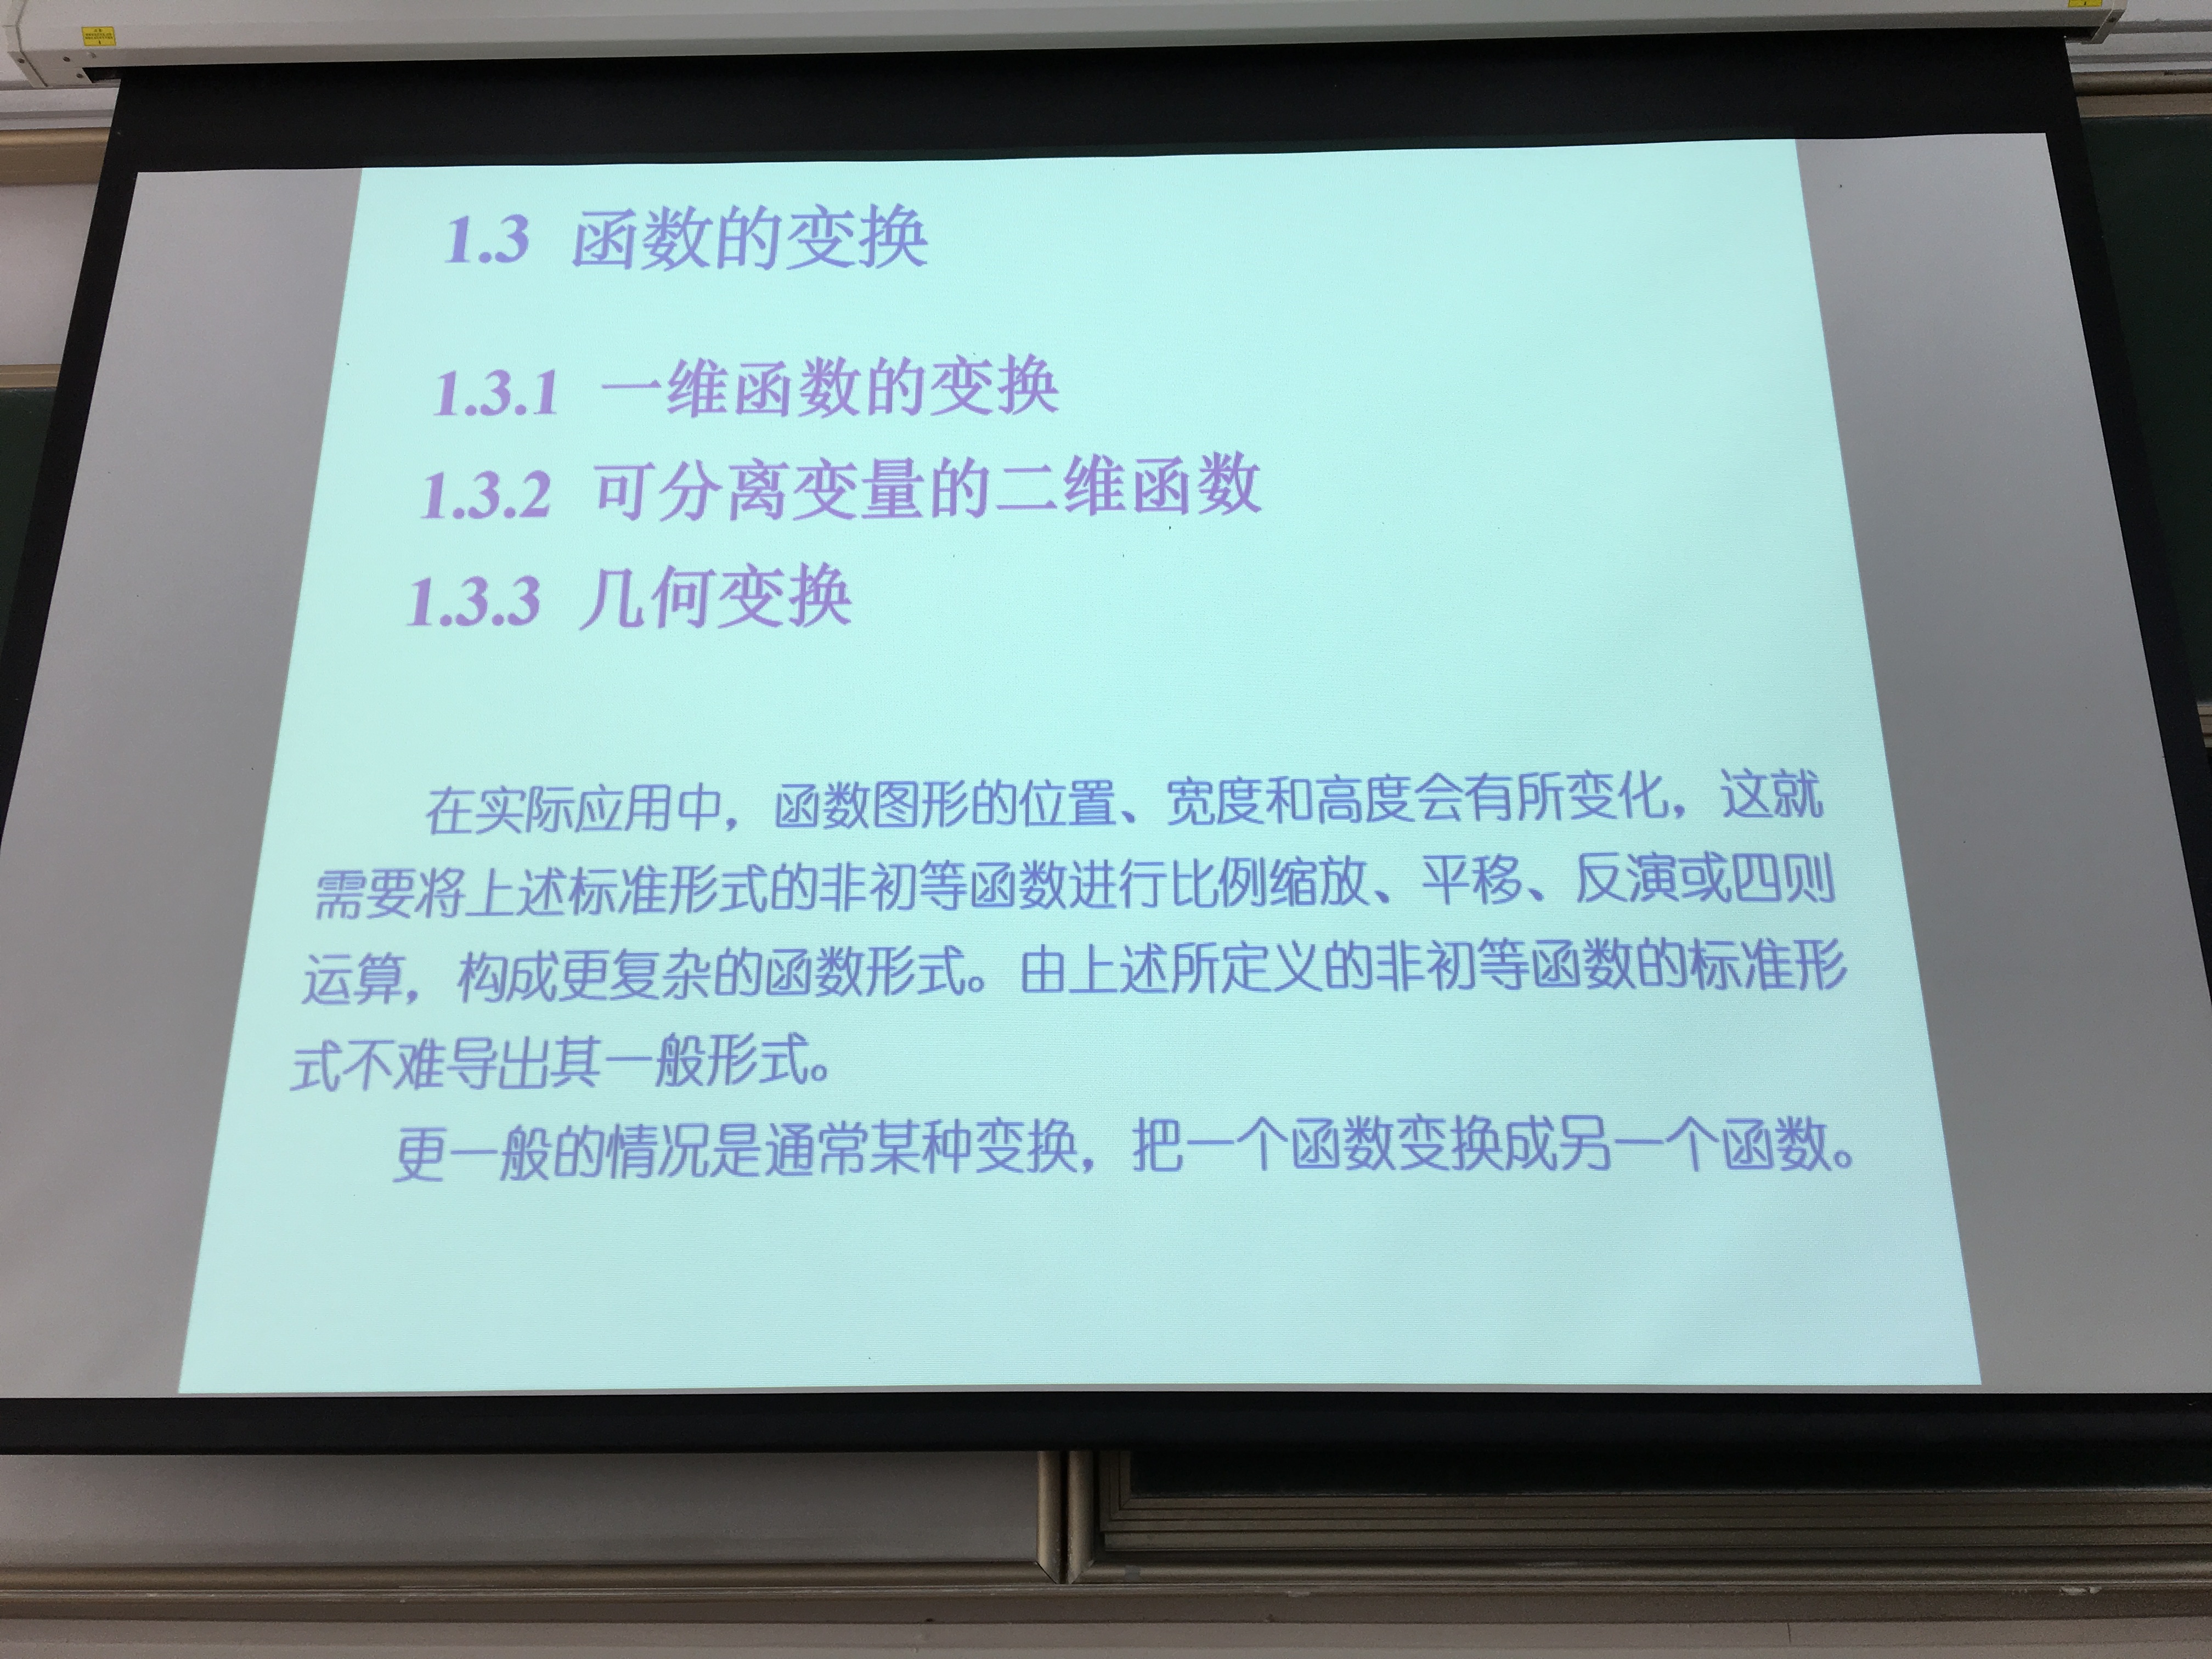 1.3 函数的变换
1.3.1 一维函数的变换
1.3.2 可分离变量的二维函数
1.3.3 几何变换
在实际应用中，函数图形的位置、宽度和高度会有所变化，这就
需要将上述标准形式的非初等函数进行比例缩放、平移、反演或四则
运算，构成更复杂的函数形式。由上述所定义的非初等函数的标准形
式不难导出其一般形式。
更一般的情况是通常某种变换，把一个函数变换成另一个函数。